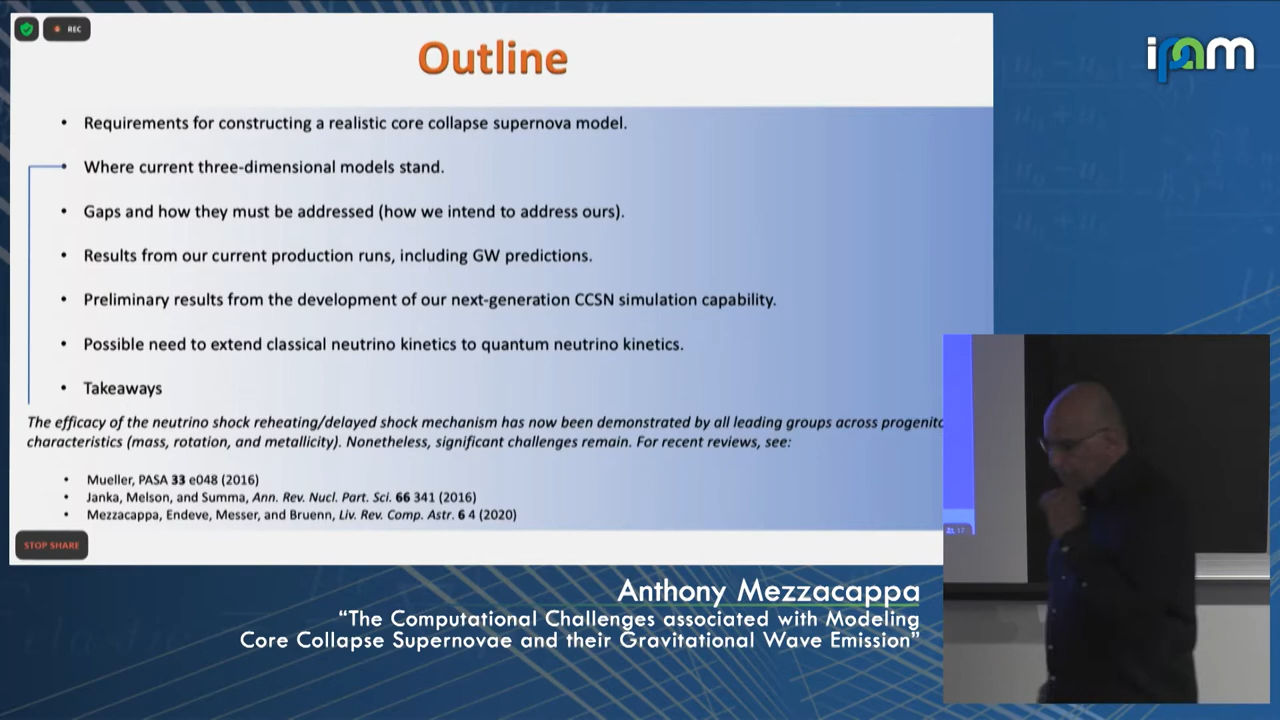 REC
ipam
Outline
• Requirements for constructing a realistic core collapse supernova model.
• Where current three-dimensional models stand.
• Gaps and how they must be addressed (how we intend to address ours).
• Results from our current production runs, including GW predictions.
• Preliminary results from the development of our next-generation CCSN simulation capability.
• Possible need to extend classical neutrino kinetics to quantum neutrino kinetics.
• Takeaways
The efficacy of the neutrino shock reheating/delayed shock mechanism has now been demonstrated by all leading groups across
characteristics (mass, rotation, and metallicity). Nonetheless, significant challenges remain. For recent reviews, see:
• Mueller, PASA 33 e048 (2016)
• Janka, Melson, and Summa, Ann. Rev. Nucl. Part. Sci. 66 341 (2016)
• Mezzacappa, Endeve, Messer, and Bruenn, Liv. Rev. Comp. Astr. 6 4 (2020)
17
STOP SHARE
Anthony Mezzacappa
“The Computational Challenges associated with Modeling
Core Collapse Supernovae and their Gravitational Wave Emission”